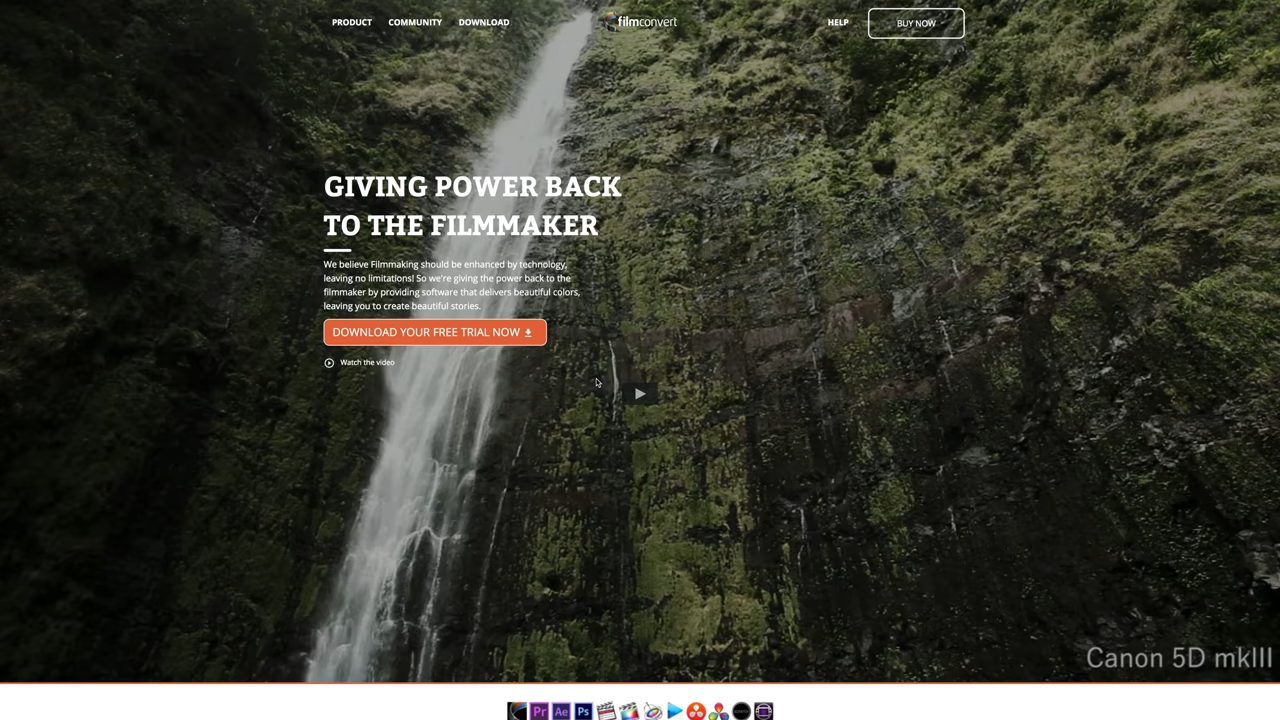 PRODUCT COMMUNITY DOWNLOAD filmconvert HELP BUY NOW
GIVING POWER BACK
TO THE FILMMAKER
We believe Filmmaking should be enhanced by technology,
leaving no limitations! So we're giving the power back to the
filmmaker by providing software that delivers beautiful colors,
leaving you to create beautiful stories.
DOWNLOAD YOUR FREE TRIAL NOW
Watch the video
Canon 5D mkIII
Pr Ae Ps